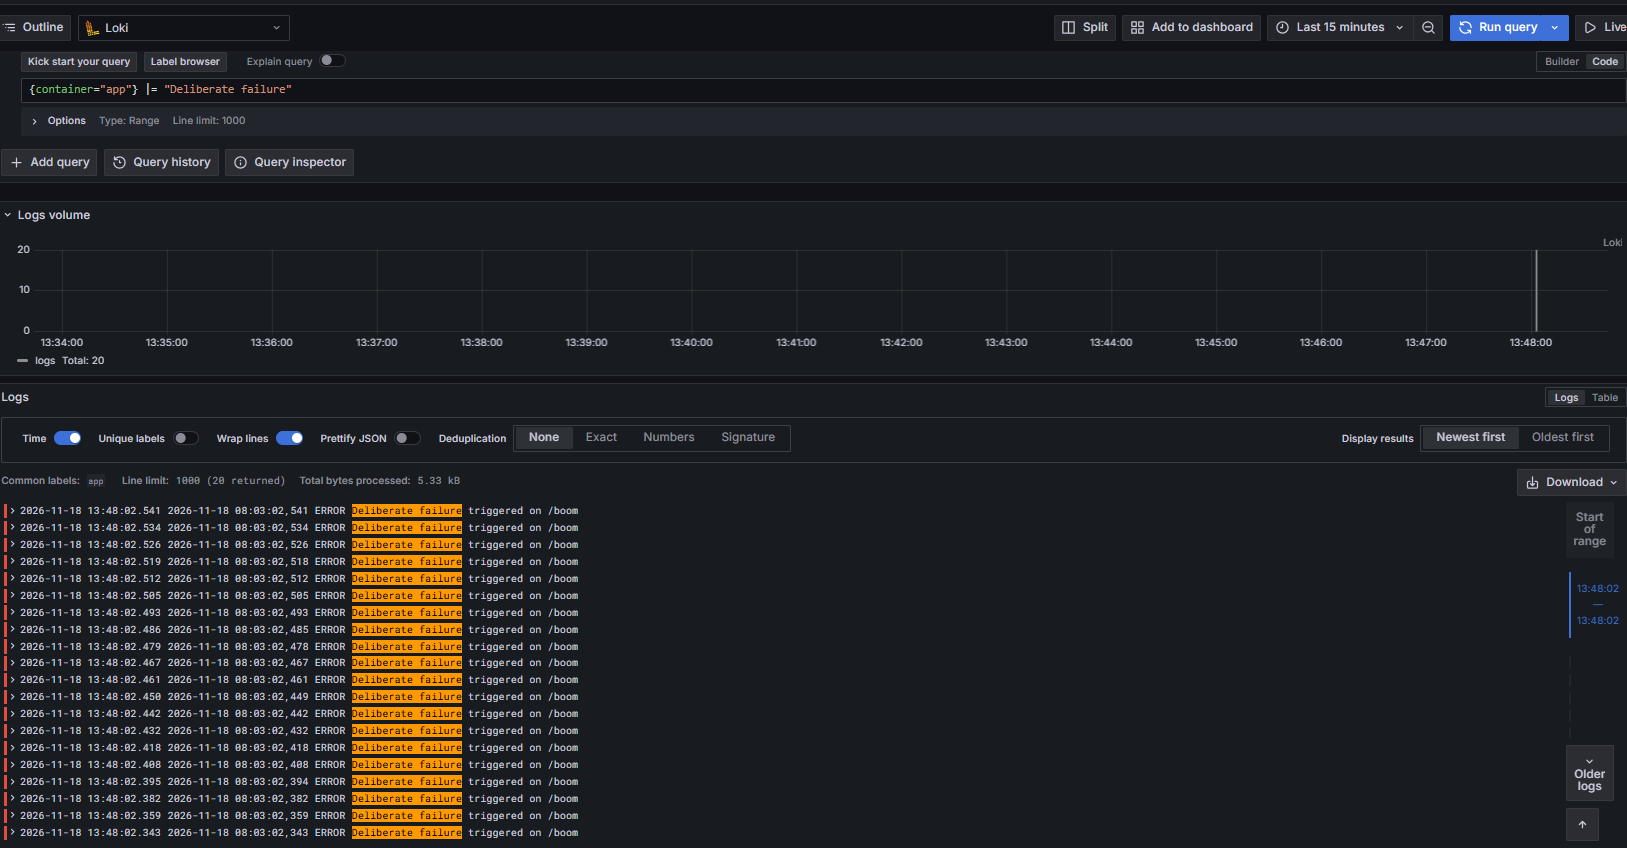 Outline Loki Split Add to dashboard Last 15 minutes Run query Live
Kick start your query Label browser Explain query Builder Code
{container="app"} |= "Deliberate failure"
Options Type: Range Line limit: 1000
Add query Query history Query inspector
Logs volume
Loki
20
10
0
13:34:00 13:35:00 13:36:00 13:37:00 13:38:00 13:39:00 13:40:00 13:41:00 13:42:00 13:43:00 13:44:00 13:45:00 13:46:00 13:47:00 13:48:00
logs Total: 20
Logs Logs Table
Time Unique labels Wrap lines Prettify JSON Deduplication None Exact Numbers Signature Display results Newest first Oldest first
Common labels: app Line limit: 1000 (20 returned) Total bytes processed: 5.33 kB Download
2026-11-18 13:48:02.541 2026-11-18 08:03:02,541 ERROR Deliberate failure triggered on /boom
2026-11-18 13:48:02.534 2026-11-18 08:03:02,534 ERROR Deliberate failure triggered on /boom
2026-11-18 13:48:02.526 2026-11-18 08:03:02,526 ERROR Deliberate failure triggered on /boom
2026-11-18 13:48:02.519 2026-11-18 08:03:02,518 ERROR Deliberate failure triggered on /boom
2026-11-18 13:48:02.512 2026-11-18 08:03:02,512 ERROR Deliberate failure triggered on /boom
2026-11-18 13:48:02.505 2026-11-18 08:03:02,505 ERROR Deliberate failure triggered on /boom
2026-11-18 13:48:02.493 2026-11-18 08:03:02,493 ERROR Deliberate failure triggered on /boom
2026-11-18 13:48:02.486 2026-11-18 08:03:02,485 ERROR Deliberate failure triggered on /boom
2026-11-18 13:48:02.479 2026-11-18 08:03:02,478 ERROR Deliberate failure triggered on /boom
2026-11-18 13:48:02.467 2026-11-18 08:03:02,467 ERROR Deliberate failure triggered on /boom
2026-11-18 13:48:02.461 2026-11-18 08:03:02,461 ERROR Deliberate failure triggered on /boom
2026-11-18 13:48:02.450 2026-11-18 08:03:02,449 ERROR Deliberate failure triggered on /boom
2026-11-18 13:48:02.442 2026-11-18 08:03:02,442 ERROR Deliberate failure triggered on /boom
2026-11-18 13:48:02.432 2026-11-18 08:03:02,432 ERROR Deliberate failure triggered on /boom
2026-11-18 13:48:02.418 2026-11-18 08:03:02,418 ERROR Deliberate failure triggered on /boom
2026-11-18 13:48:02.408 2026-11-18 08:03:02,408 ERROR Deliberate failure triggered on /boom
2026-11-18 13:48:02.395 2026-11-18 08:03:02,394 ERROR Deliberate failure triggered on /boom
2026-11-18 13:48:02.382 2026-11-18 08:03:02,382 ERROR Deliberate failure triggered on /boom
2026-11-18 13:48:02.359 2026-11-18 08:03:02,359 ERROR Deliberate failure triggered on /boom
2026-11-18 13:48:02.343 2026-11-18 08:03:02,343 ERROR Deliberate failure triggered on /boom
Start
of
range
13:48:02
—
13:48:02
Older
logs